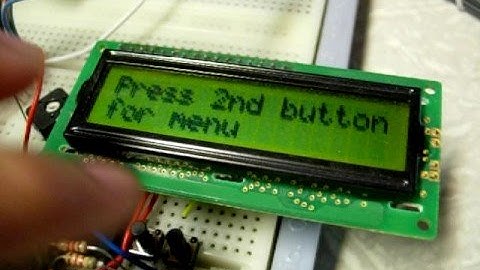 Press 2nd button
for menu